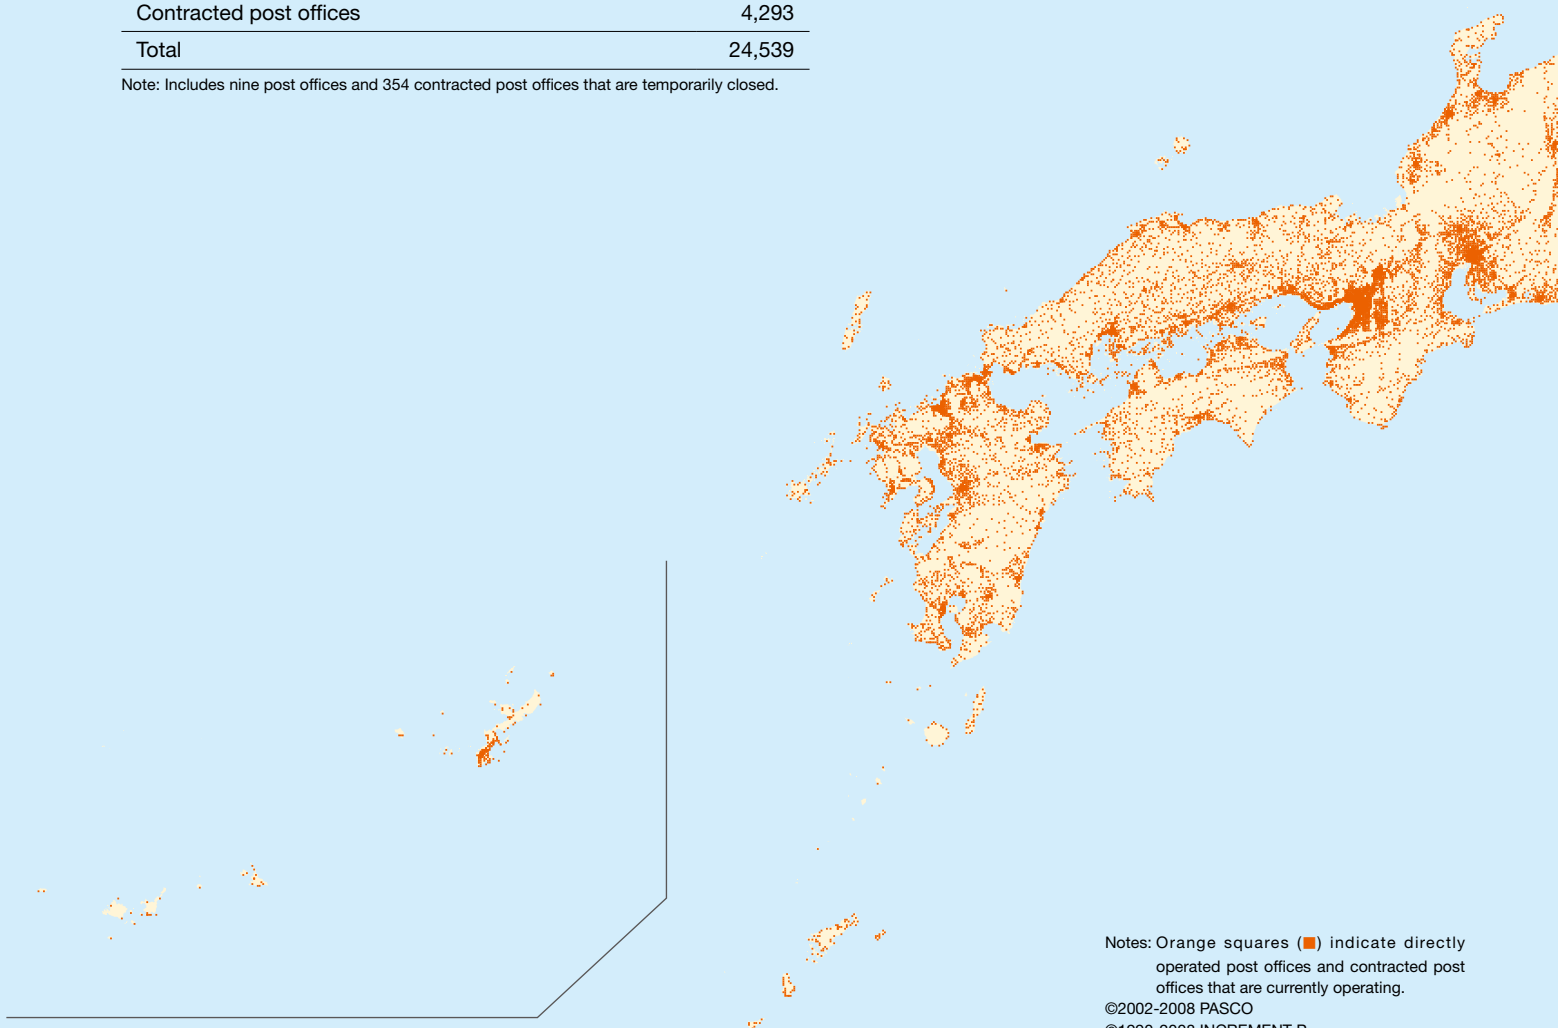 Contracted post offices 4,293
Total 24,539
Note: Includes nine post offices and 354 contracted post offices that are temporarily closed.
Notes: Orange squares (■) indicate directly
operated post offices and contracted post
offices that are currently operating.
©2002-2008 PASCO